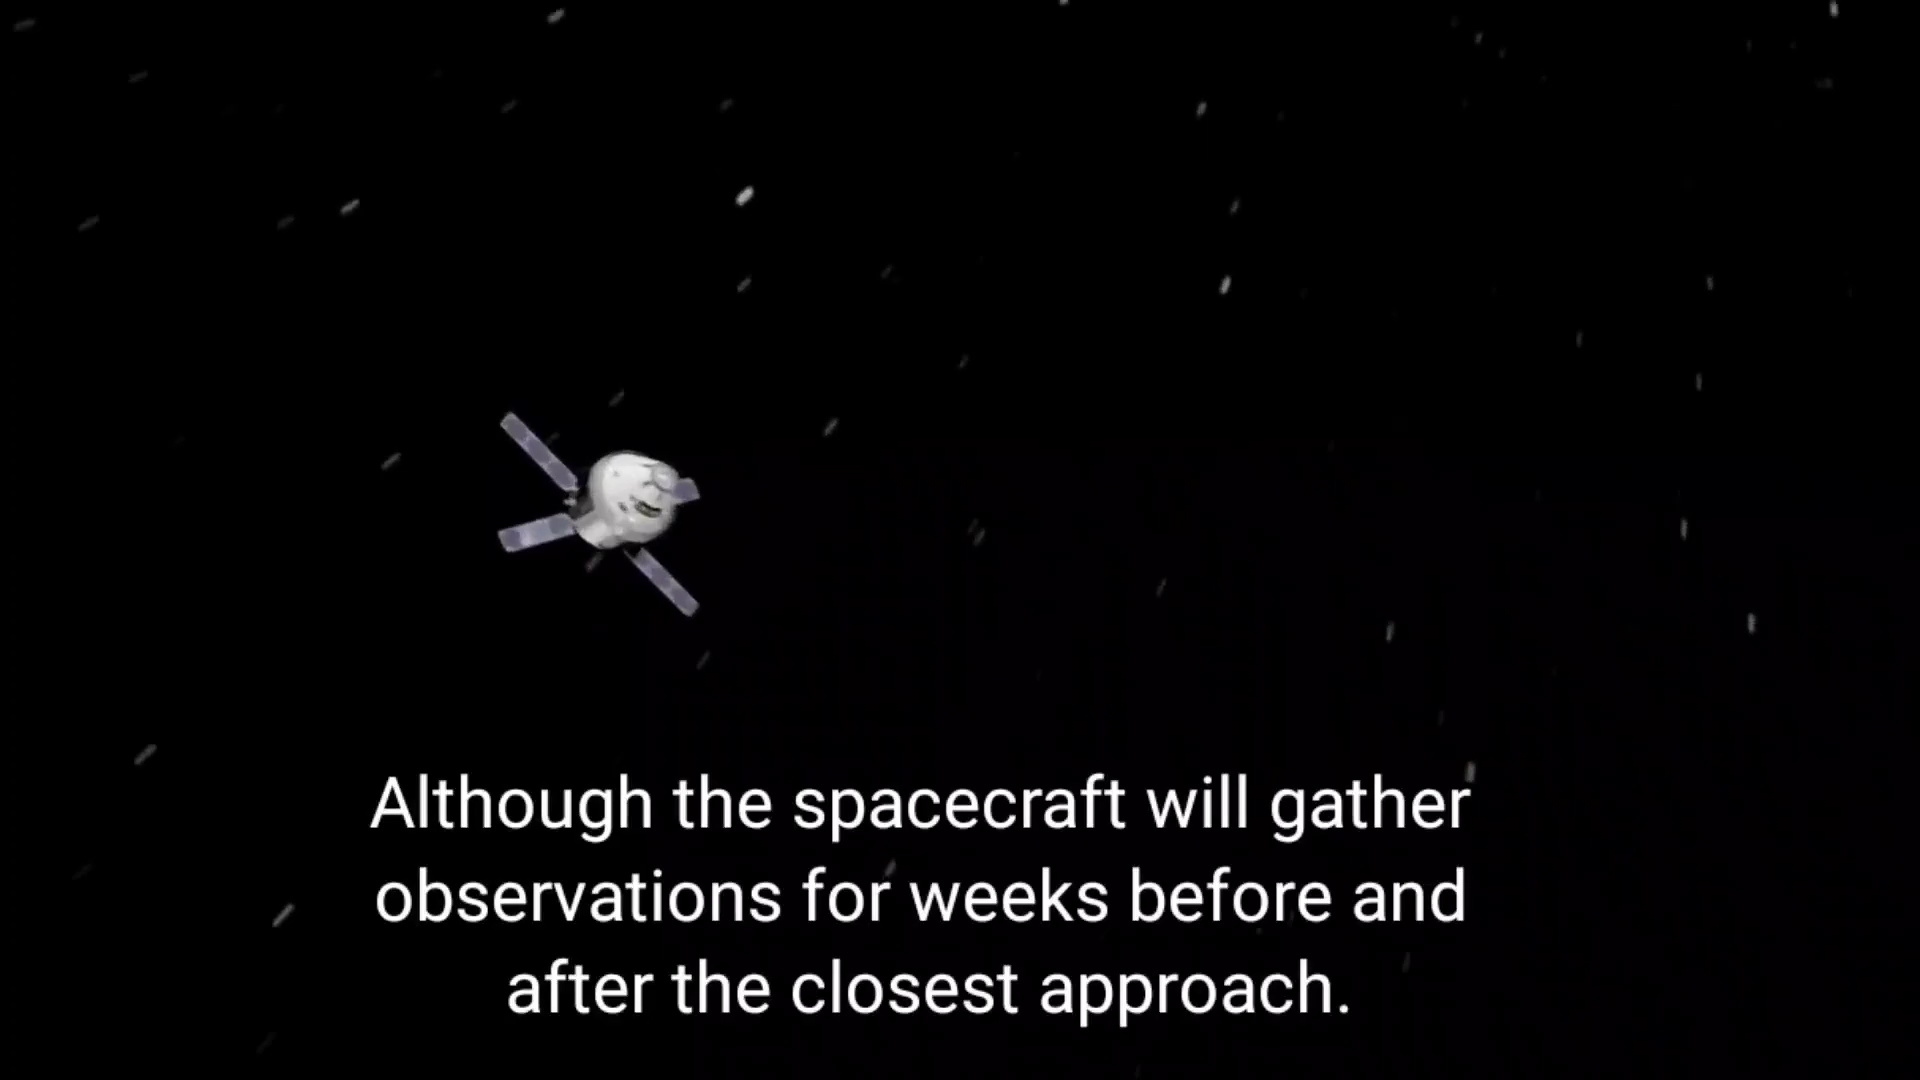 Although the spacecraft will gather
observations for weeks before and
after the closest approach.